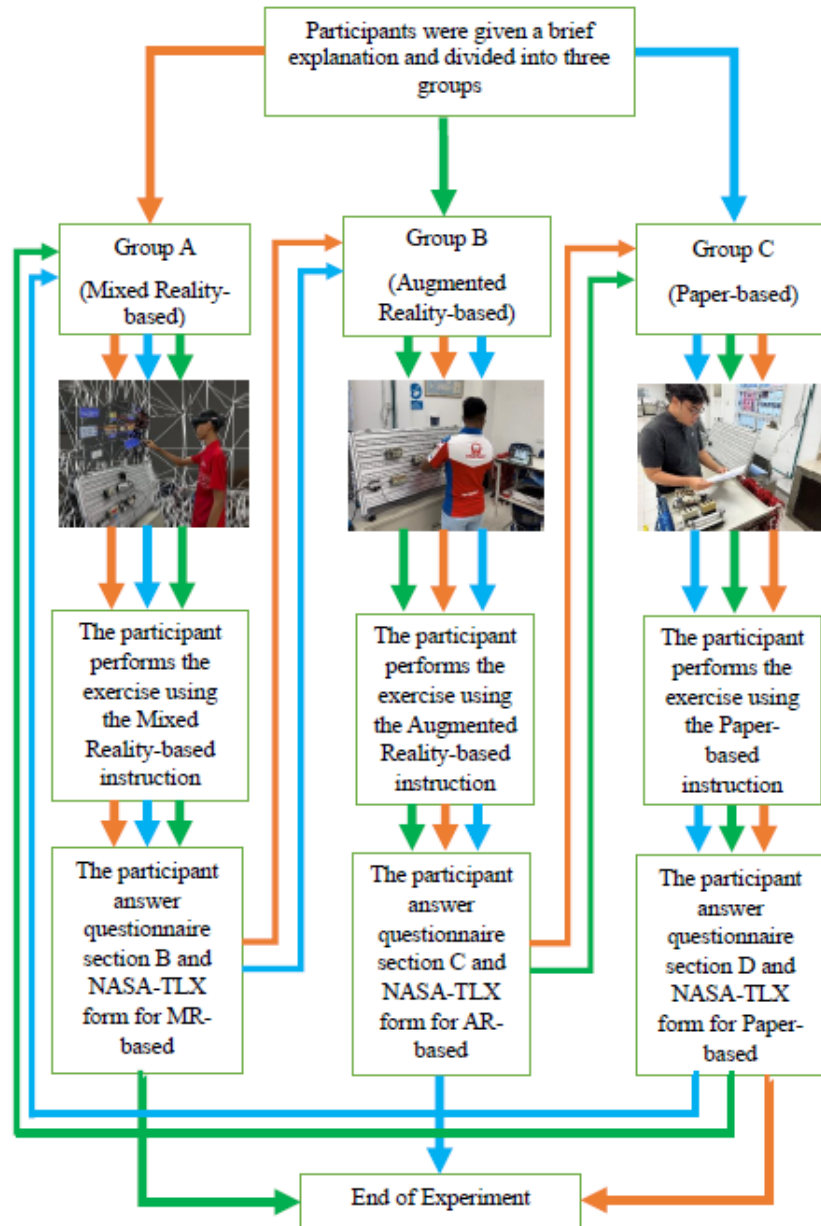 Participants were given a brief
explanation and divided into three
groups
Group A
(Mixed Reality-
based)
Group B
(Augmented
Reality-based)
Group C
(Paper-based)
The participant
performs the
exercise using
the Mixed
Reality-based
instruction
The participant
performs the
exercise using
the Augmented
Reality-based
instruction
The participant
performs the
exercise using
the Paper-
based
instruction
The participant
answer
questionnaire
section B and
NASA-TLX
form for MR-
based
The participant
answer
questionnaire
section C and
NASA-TLX
form for AR-
based
The participant
answer
questionnaire
section D and
NASA-TLX
form for Paper-
based
End of Experiment